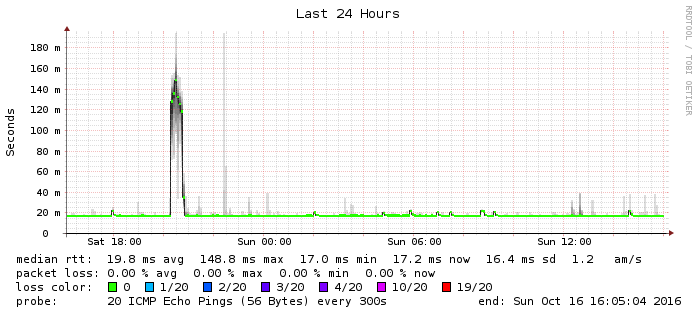 Last 24 Hours
RRDTOOL / TOBI OETIKER
Seconds
180 m
160 m
140 m
120 m
100 m
80 m
60 m
40 m
20 m
0
Sat 18:00 Sun 00:00 Sun 06:00 Sun 12:00
median rtt: 19.8 ms avg 148.8 ms max 17.0 ms min 17.2 ms now 16.4 ms sd 1.2 am/s
packet loss: 0.00 % avg 0.00 % max 0.00 % min 0.00 % now
loss color: 0 1/20 2/20 3/20 4/20 10/20 19/20
probe: 20 ICMP Echo Pings (56 Bytes) every 300s end: Sun Oct 16 16:05:04 2016